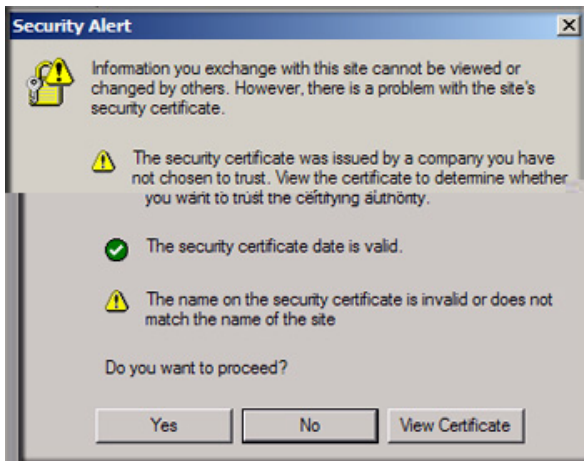 Security Alert
Information you exchange with this site cannot be viewed or
changed by others. However, there is a problem with the site's
security certificate.
The security certificate was issued by a company you have
not chosen to trust. View the certificate to determine whether
you want to trust the certifying authority.
The security certificate date is valid.
The name on the security certificate is invalid or does not
match the name of the site
Do you want to proceed?
Yes
No
View Certificate